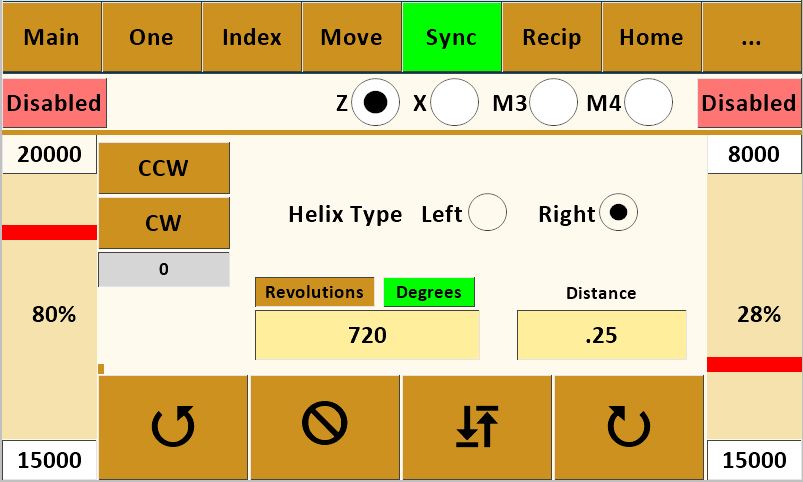 Main One Index Move Sync Recip Home ...
Disabled Z X M3 M4 Disabled
20000 8000
CCW
CW
Helix Type Left Right
0
Revolutions Degrees Distance
80% 28%
720 .25
15000 15000